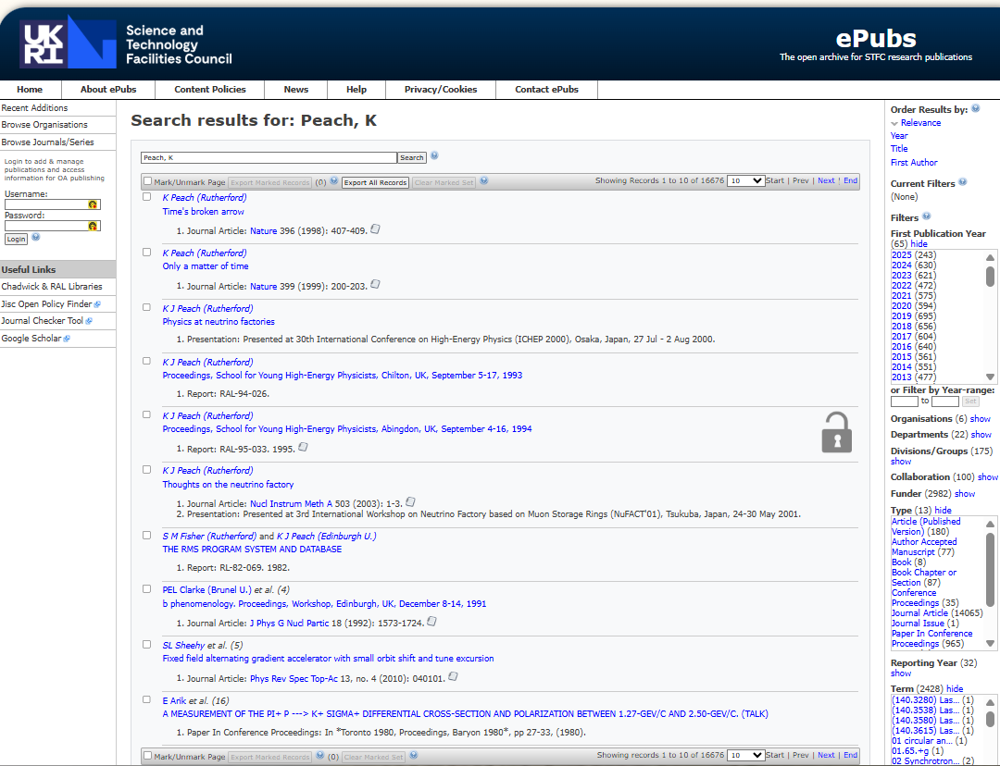 UK
RI
Science and
Technology
Facilities Council
ePubs
The open archive for STFC research publications
Home
About ePubs
Content Policies
News
Help
Privacy/Cookies
Contact ePubs
Recent Additions
Browse Organisations
Browse Journals/Series
Login to add & manage
publications and access
information for OA publishing
Username:
Password:
Login
Useful Links
Chadwick & RAL Libraries
Jisc Open Policy Finder
Journal Checker Tool
Google Scholar
Search results for: Peach, K
Peach, K Search
Mark/Unmark Page Export Marked Records (0) Export All Records Clear Marked Set Showing Records 1 to 10 of 16676 10 Start | Prev | Next | End
K Peach (Rutherford)
Time's broken arrow
1. Journal Article: Nature 396 (1998): 407-409.
K Peach (Rutherford)
Only a matter of time
1. Journal Article: Nature 399 (1999): 200-203.
K J Peach (Rutherford)
Physics at neutrino factories
1. Presentation: Presented at 30th International Conference on High-Energy Physics (ICHEP 2000), Osaka, Japan, 27 Jul - 2 Aug 2000.
K J Peach (Rutherford)
Proceedings, School for Young High-Energy Physicists, Chilton, UK, September 5-17, 1993
1. Report: RAL-94-026.
K J Peach (Rutherford)
Proceedings, School for Young High-Energy Physicists, Abingdon, UK, September 4-16, 1994
1. Report: RAL-95-033. 1995.
K J Peach (Rutherford)
Thoughts on the neutrino factory
1. Journal Article: Nucl Instrum Meth A 503 (2003): 1-3.
2. Presentation: Presented at 3rd International Workshop on Neutrino Factory based on Muon Storage Rings (NuFACT'01), Tsukuba, Japan, 24-30 May 2001.
S M Fisher (Rutherford) and K J Peach (Edinburgh U.)
THE RMS PROGRAM SYSTEM AND DATABASE
1. Report: RL-82-069. 1982.
PEL Clarke (Brunel U.) et al. (4)
b phenomenology. Proceedings, Workshop, Edinburgh, UK, December 8-14, 1991
1. Journal Article: J Phys G Nucl Partic 18 (1992): 1573-1724.
SL Sheehy et al. (5)
Fixed field alternating gradient accelerator with small orbit shift and tune excursion
1. Journal Article: Phys Rev Spec Top-Ac 13, no. 4 (2010): 040101.
E Arik et al. (16)
A MEASUREMENT OF THE PI+ P ---> K+ SIGMA+ DIFFERENTIAL CROSS-SECTION AND POLARIZATION BETWEEN 1.27-GEV/C AND 2.50-GEV/C. (TALK)
1. Paper In Conference Proceedings: In *Toronto 1980, Proceedings, Baryon 1980*, pp 27-33, (1980).
Mark/Unmark Page Export Marked Records (0) Clear Marked Set Showing records 1 to 10 of 16676 10 Start | Prev | Next | End
Order Results by:
Relevance
Year
Title
First Author
Current Filters
(None)
Filters
First Publication Year
(65) hide
2025 (243)
2024 (630)
2023 (621)
2022 (472)
2021 (575)
2020 (594)
2019 (695)
2018 (656)
2017 (604)
2016 (640)
2015 (561)
2014 (551)
2013 (477)
or Filter by Year-range:
to Set
Organisations (6) show
Departments (22) show
Divisions/Groups (175)
show
Collaboration (100) show
Funder (2982) show
Type (13) hide
Article (Published
Version) (180)
Author Accepted
Manuscript (77)
Book (8)
Book Chapter or
Section (87)
Conference
Proceedings (35)
Journal Article (14065)
Journal Issue (1)
Paper In Conference
Proceedings (965)
Reporting Year (32)
show
Term (2428) hide
(140.3280) Las... (1)
(140.3538) Las... (1)
(140.3580) Las... (1)
(140.3615) Las... (1)
01 circular an... (1)
01.65.+g (1)
02 Synchrotron... (2)